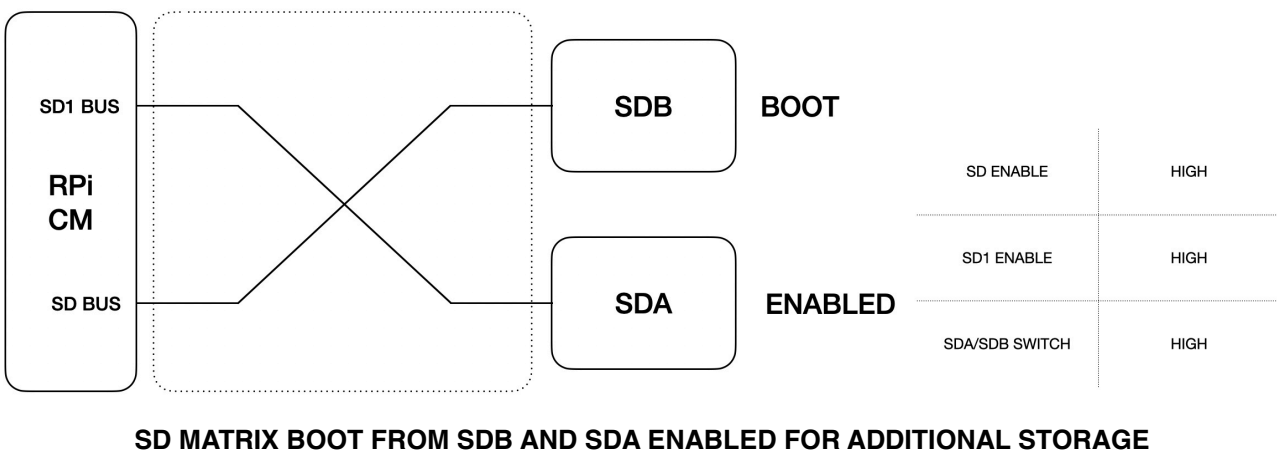 SD1 BUS
RPi
CM
SD BUS
SDB
BOOT
SDA
ENABLED
SD ENABLE HIGH
SD1 ENABLE HIGH
SDA/SDB SWITCH HIGH
SD MATRIX BOOT FROM SDB AND SDA ENABLED FOR ADDITIONAL STORAGE